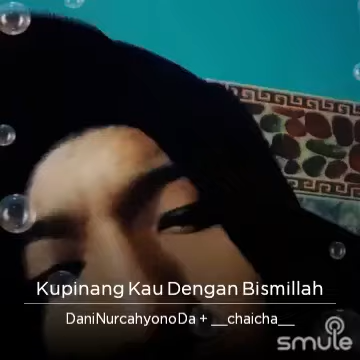 Kupinang Kau Dengan Bismillah
DaniNurcahyonoDa + __chaicha__
smule